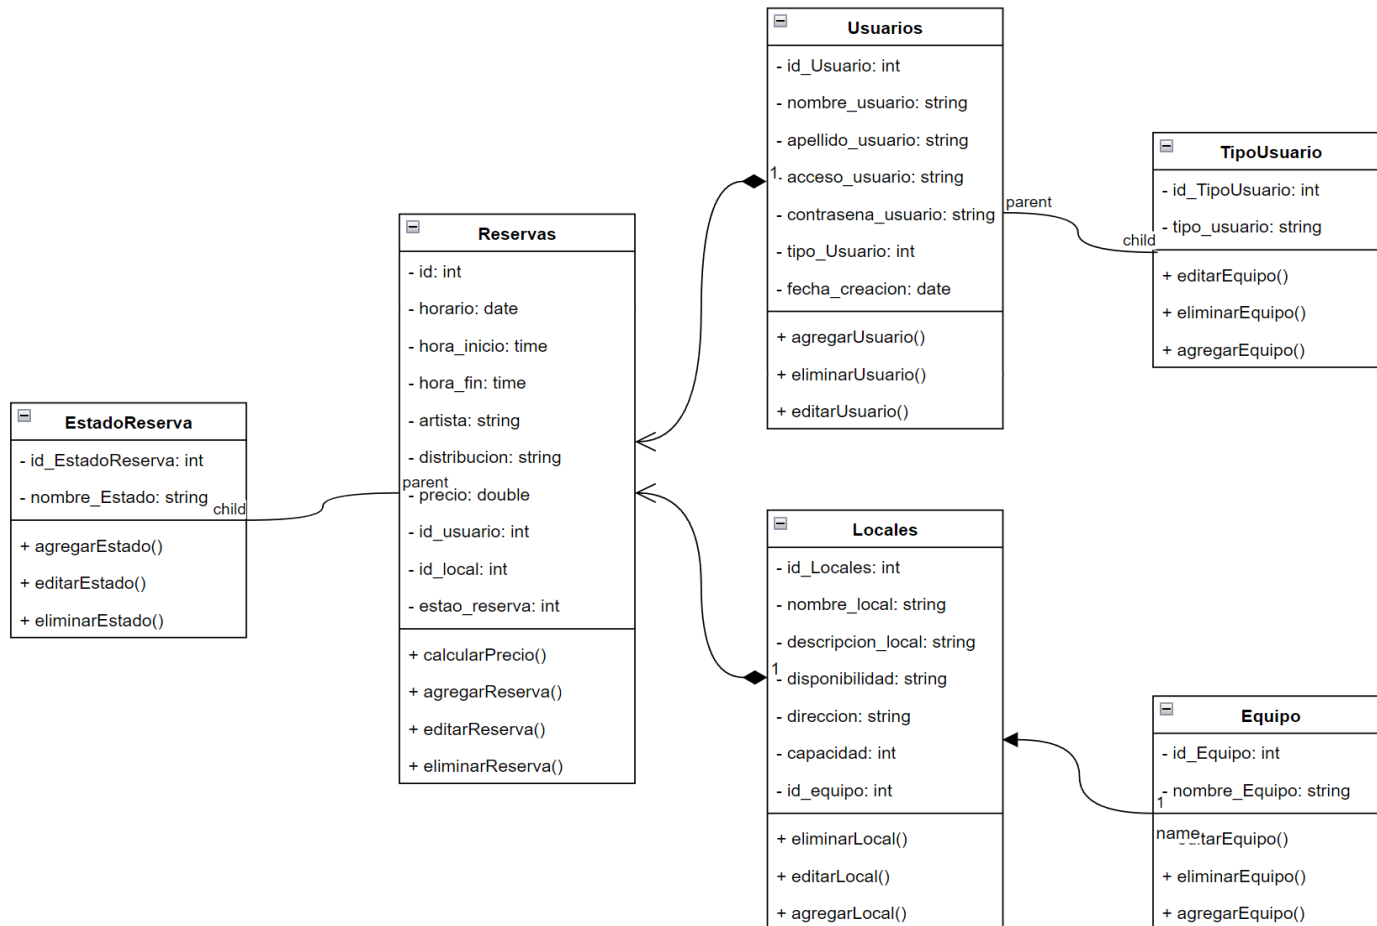 Usuarios
- id_Usuario: int
- nombre_usuario: string
- apellido_usuario: string
- acceso_usuario: string
- contrasena_usuario: string
- tipo_Usuario: int
- fecha_creacion: date
+ agregarUsuario()
+ eliminarUsuario()
+ editarUsuario()
1
parent
child
TipoUsuario
- id_TipoUsuario: int
- tipo_usuario: string
+ editarEquipo()
+ eliminarEquipo()
+ agregarEquipo()
Reservas
- id: int
- horario: date
- hora_inicio: time
- hora_fin: time
- artista: string
- distribucion: string
- precio: double
- id_usuario: int
- id_local: int
- estao_reserva: int
+ calcularPrecio()
+ agregarReserva()
+ editarReserva()
+ eliminarReserva()
parent
child
EstadoReserva
- id_EstadoReserva: int
- nombre_Estado: string
+ agregarEstado()
+ editarEstado()
+ eliminarEstado()
Locales
- id_Locales: int
- nombre_local: string
- descripcion_local: string
- disponibilidad: string
- direccion: string
- capacidad: int
- id_equipo: int
+ eliminarLocal()
+ editarLocal()
+ agregarLocal()
1
Equipo
- id_Equipo: int
- nombre_Equipo: string
1
name
+ eliminarEquipo()
+ agregarEquipo()